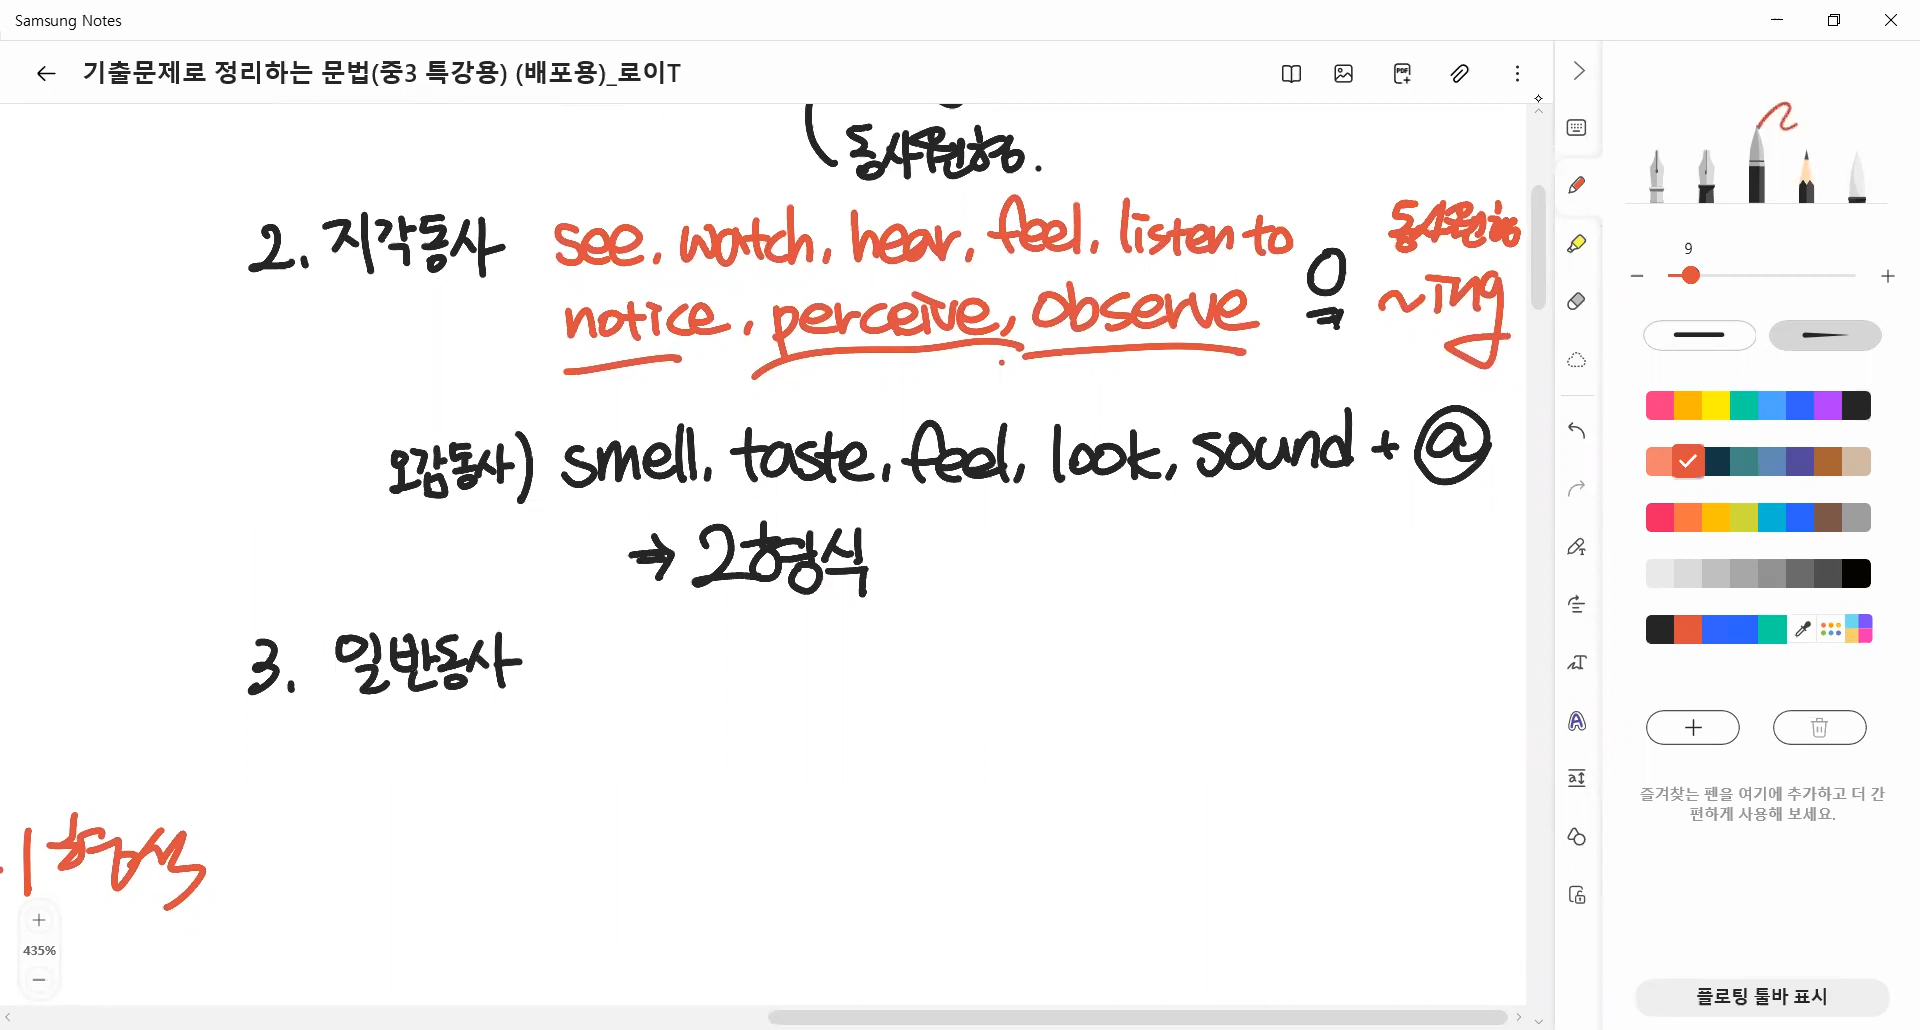 Samsung Notes
기출문제로 정리하는 문법(중3 특강용) (배포용)_로이T
동사원형.
2. 지각동사 see, watch, hear, feel, listen to
notice, perceive, observe
O
동사원형
~ing
오감동사) smell, taste, feel, look, sound + ⓐ
⇒ 2형식
3. 일반동사
1형식
435%
9
즐겨찾는 펜을 여기에 추가하고 더 간
편하게 사용해 보세요.
플로팅 툴바 표시